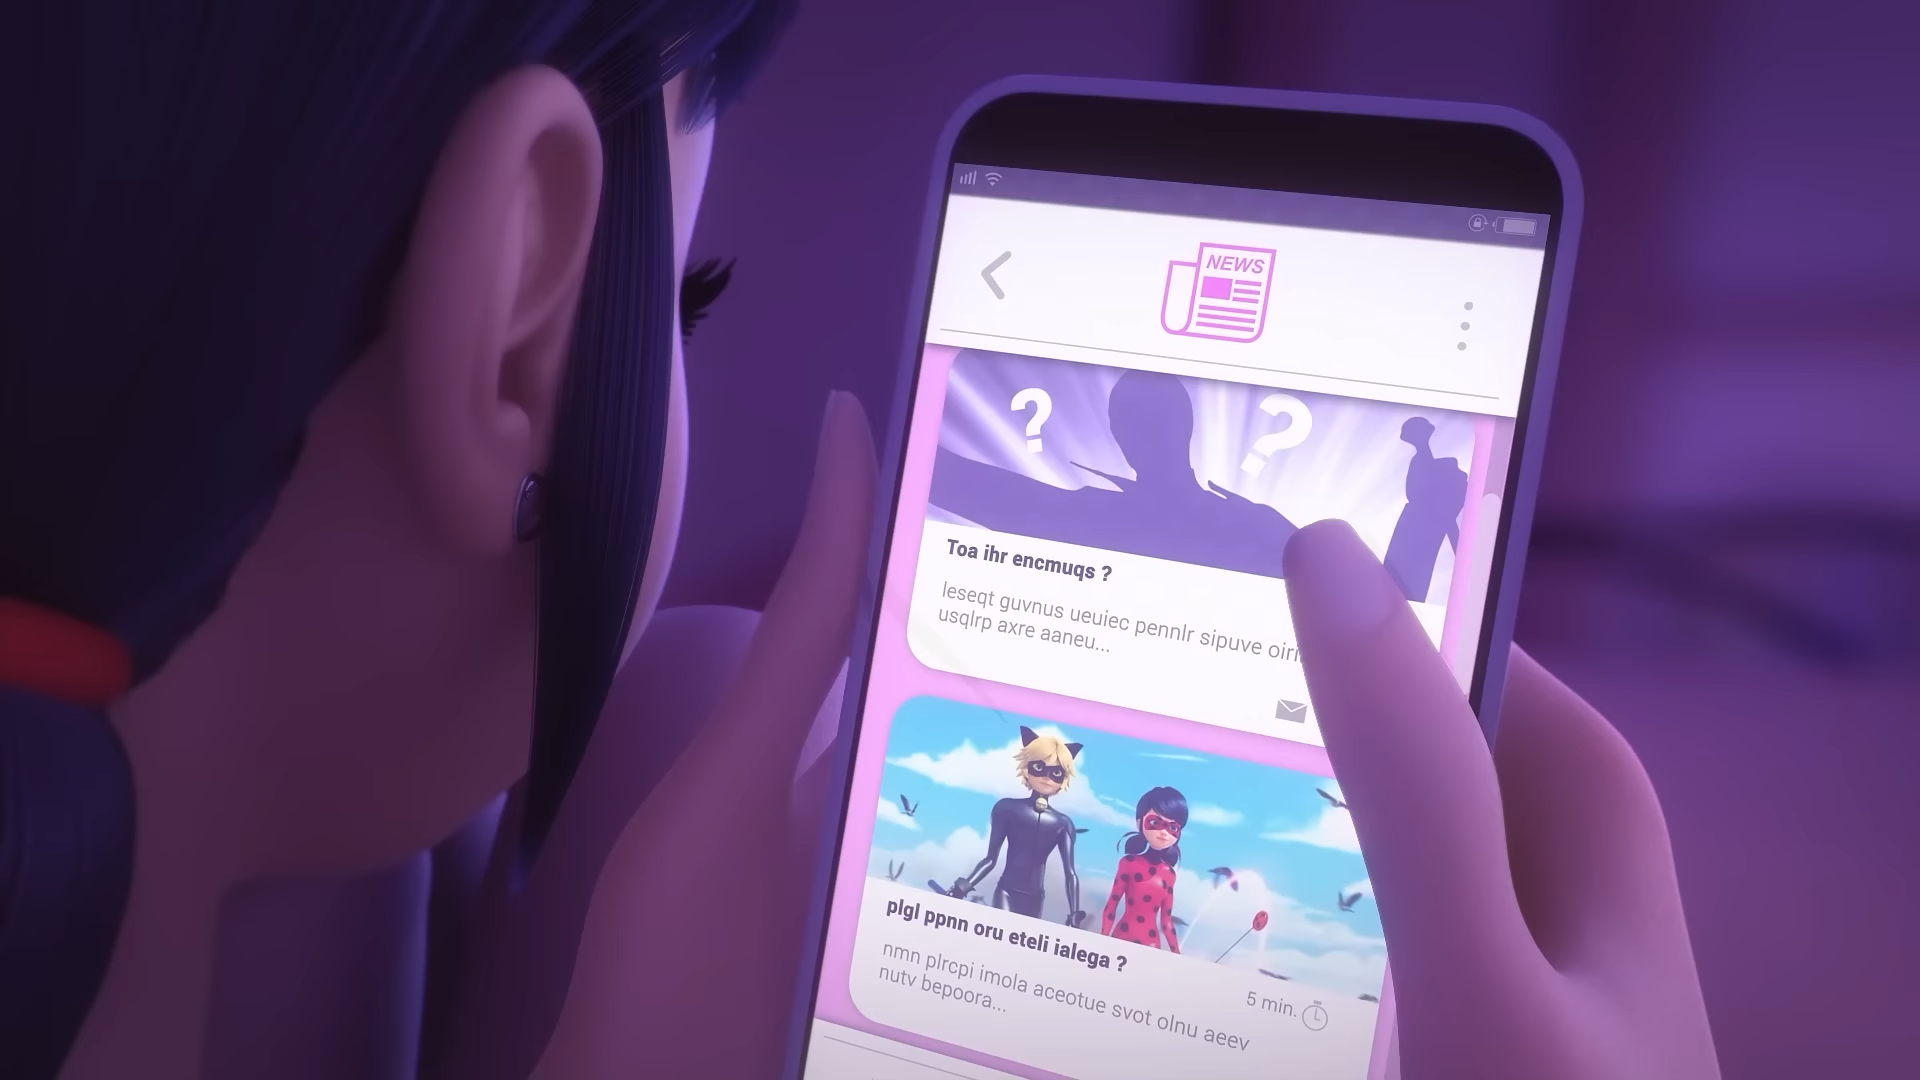 NEWS
? ?
Toa ihr encmuqs ?
leseqt guvnus ueuiec pennlr sipuve
usqlrp axre aaneu...
plgl ppnn oru eteli ialega ?
nmn plrcpi imola aceotue svot olnu aeev
nutv bepoora...
5 min.